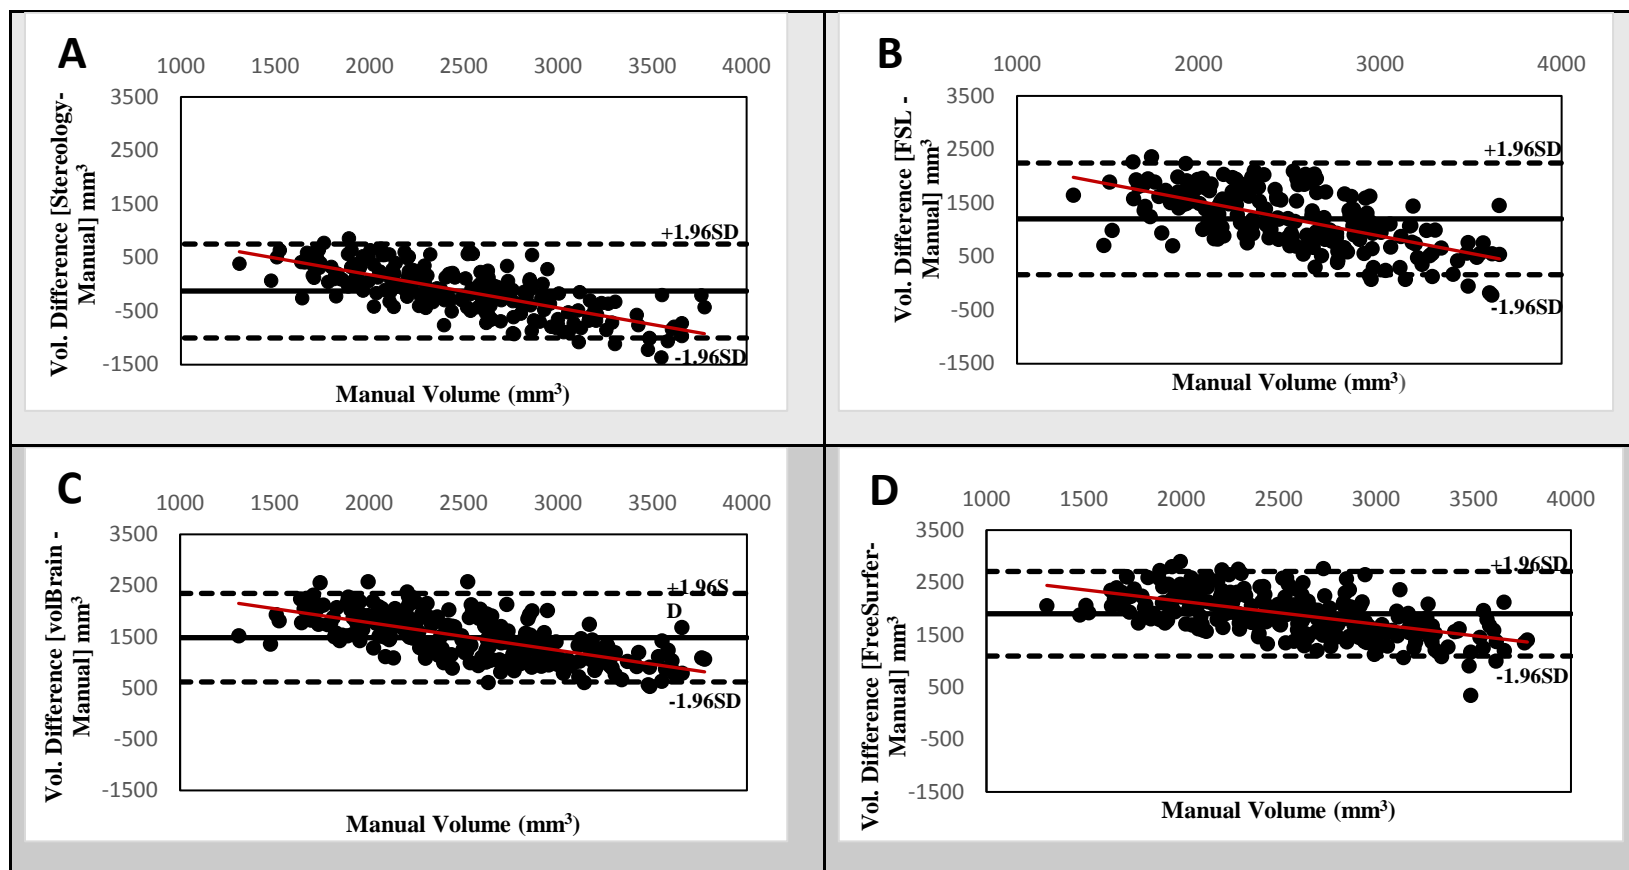 A
1000 1500 2000 2500 3000 3500 4000
3500
2500
1500
500
-500
-1500
Vol. Difference [Stereology-
Manual] mm³
+1.96SD
-1.96SD
Manual Volume (mm³)
B
1000 2000 3000 4000
3500
2500
1500
500
-500
-1500
Vol. Difference [FSL -
Manual] mm³
+1.96SD
-1.96SD
Manual Volume (mm³)
C
1000 1500 2000 2500 3000 3500 4000
3500
2500
1500
500
-500
-1500
Vol. Difference [volBrain -
Manual] mm³
+1.96S
D
-1.96SD
Manual Volume (mm³)
D
1000 1500 2000 2500 3000 3500 4000
3500
2500
1500
500
-500
-1500
Vol. Difference [FreeSurfer-
Manual] mm³
+1.96SD
-1.96SD
Manual Volume (mm³)